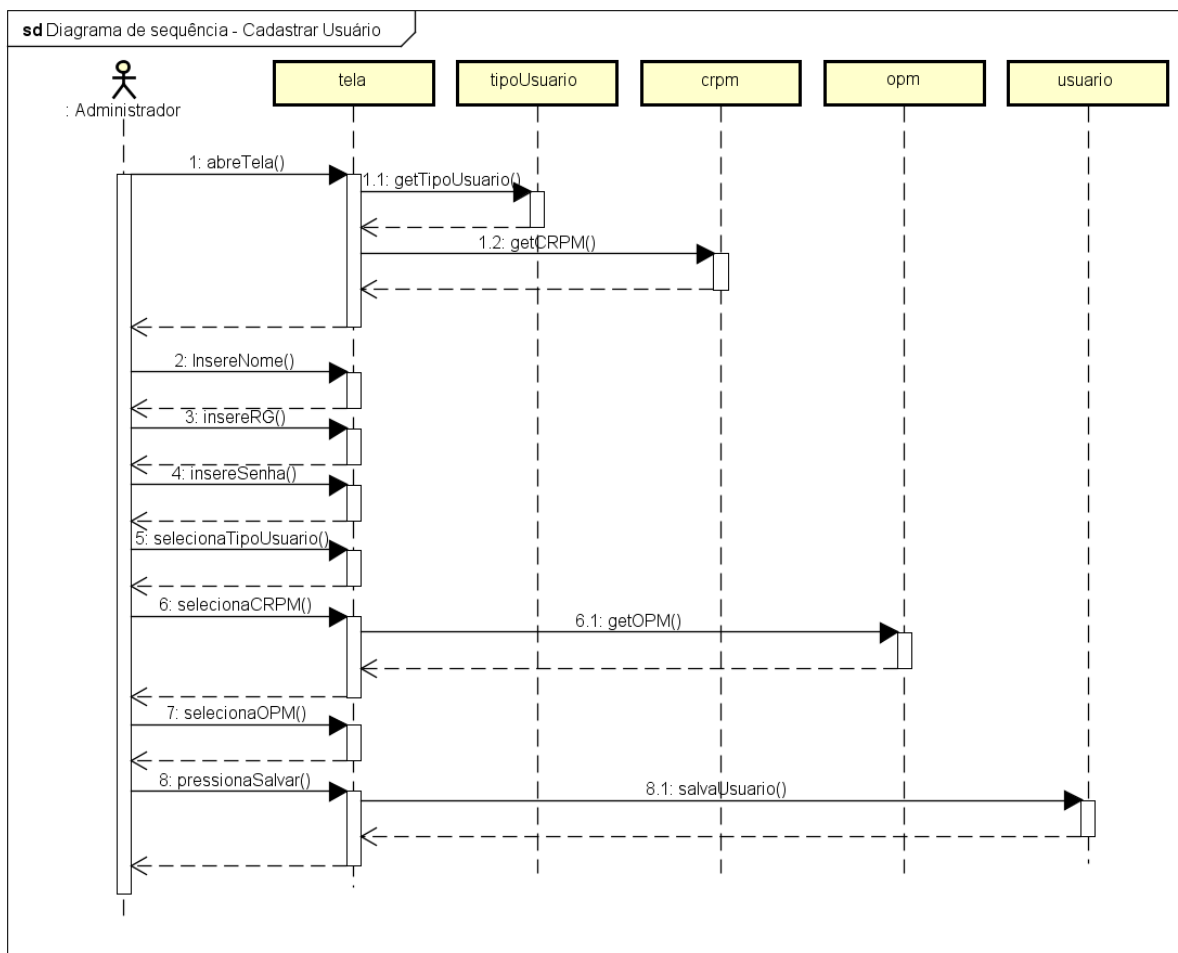 sd Diagrama de sequência - Cadastrar Usuário
: Administrador
tela
tipoUsuario
crpm
opm
usuario
1: abreTela()
1.1: getTipoUsuario()
1.2: getCRPM()
2: InsereNome()
3: insereRG()
4: insereSenha()
5: selecionaTipoUsuario()
6: selecionaCRPM()
6.1: getOPM()
7: selecionaOPM()
8: pressionaSalvar()
8.1: salvaUsuario()